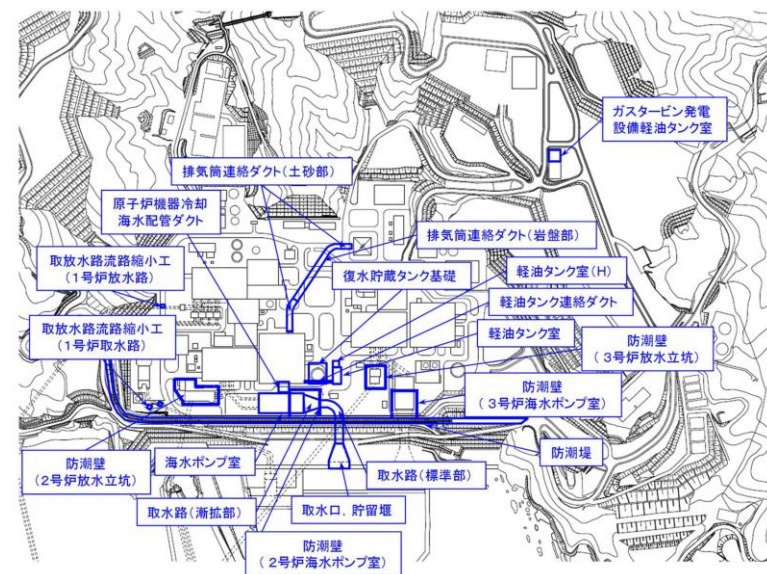 ガスタービン発電
設備軽油タンク室
排気筒連絡ダクト(土砂部)
原子炉機器冷却
海水配管ダクト
排気筒連絡ダクト(岩盤部)
取放水路流路縮小工
(1号炉放水路)
復水貯蔵タンク基礎
軽油タンク室(H)
軽油タンク連絡ダクト
取放水路流路縮小工
(1号炉取水路)
軽油タンク室
防潮壁
(3号炉放水立坑)
防潮壁
(3号炉海水ポンプ室)
防潮壁
(2号炉放水立坑)
海水ポンプ室
取水路(標準部)
防潮堤
取水路(漸拡部)
取水口,貯留堰
防潮壁
(2号炉海水ポンプ室)